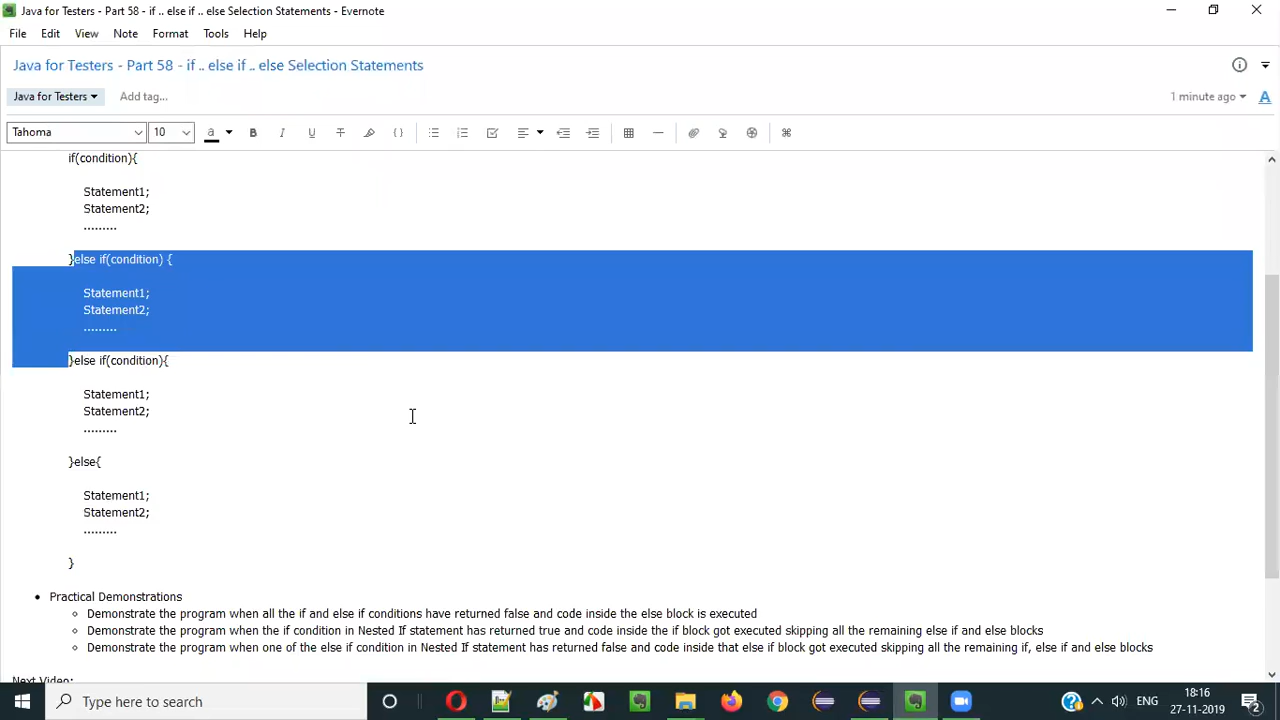 Java for Testers - Part 58 - if .. else if .. else Selection Statements - Evernote
File Edit View Note Format Tools Help
Java for Testers - Part 58 - if .. else if .. else Selection Statements
Java for Testers Add tag... 1 minute ago
Tahoma 10
if(condition){
Statement1;
Statement2;
.........
}else if(condition) {
Statement1;
Statement2;
.........
}else if(condition){
Statement1;
Statement2;
.........
}else{
Statement1;
Statement2;
.........
}
Practical Demonstrations
Demonstrate the program when all the if and else if conditions have returned false and code inside the else block is executed
Demonstrate the program when the if condition in Nested If statement has returned true and code inside the if block got executed skipping all the remaining else if and else blocks
Demonstrate the program when one of the else if condition in Nested If statement has returned false and code inside that else if block got executed skipping all the remaining if, else if and else blocks
Next Video:
Type here to search
ENG
18:16
27-11-2019
2